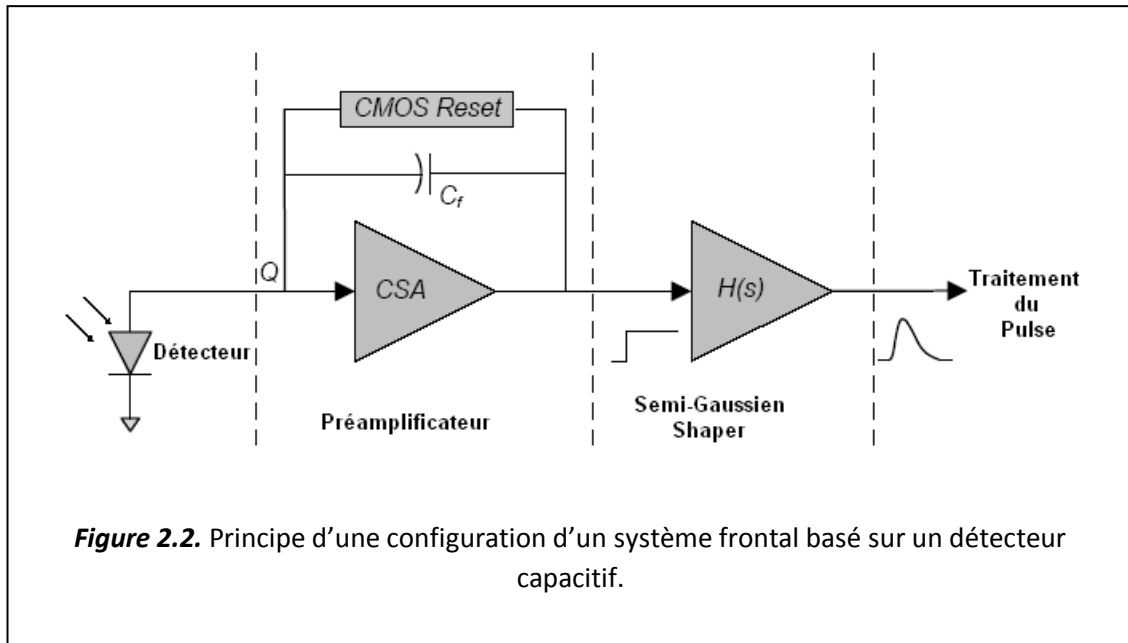 CMOS Reset
Cf
Q
CSA
H(s)
Traitement
du
Pulse
Détecteur
Préamplificateur
Semi-Gaussien
Shaper
Figure 2.2. Principe d’une configuration d’un système frontal basé sur un détecteur
capacitif.